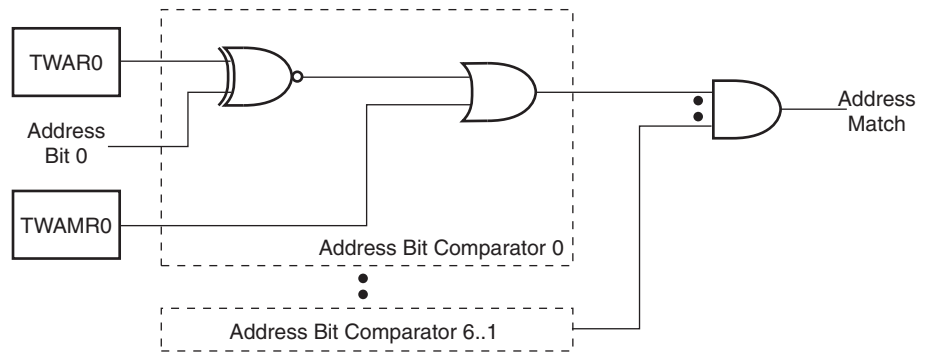 TWAR0
Address
Bit 0
TWAMR0
Address Bit Comparator 0
Address Bit Comparator 6..1
Address
Match